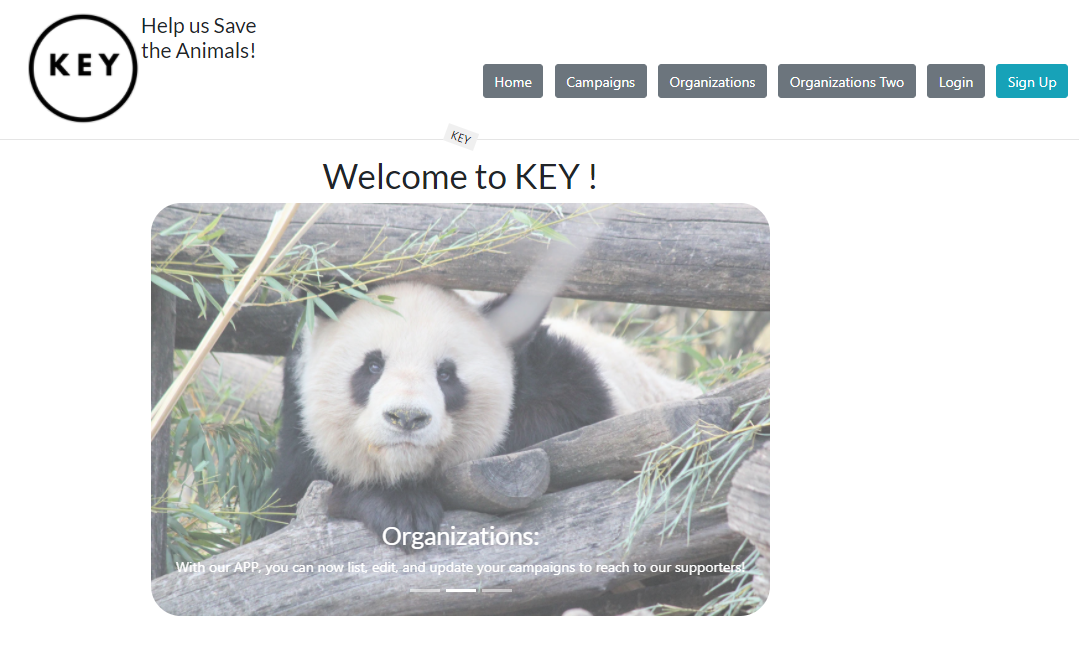 KEY
Help us Save
the Animals!
Home Campaigns Organizations Organizations Two Login Sign Up
KEY
Welcome to KEY !
Organizations:
With our APP, you can now list, edit, and update your campaigns to reach to our supporters!